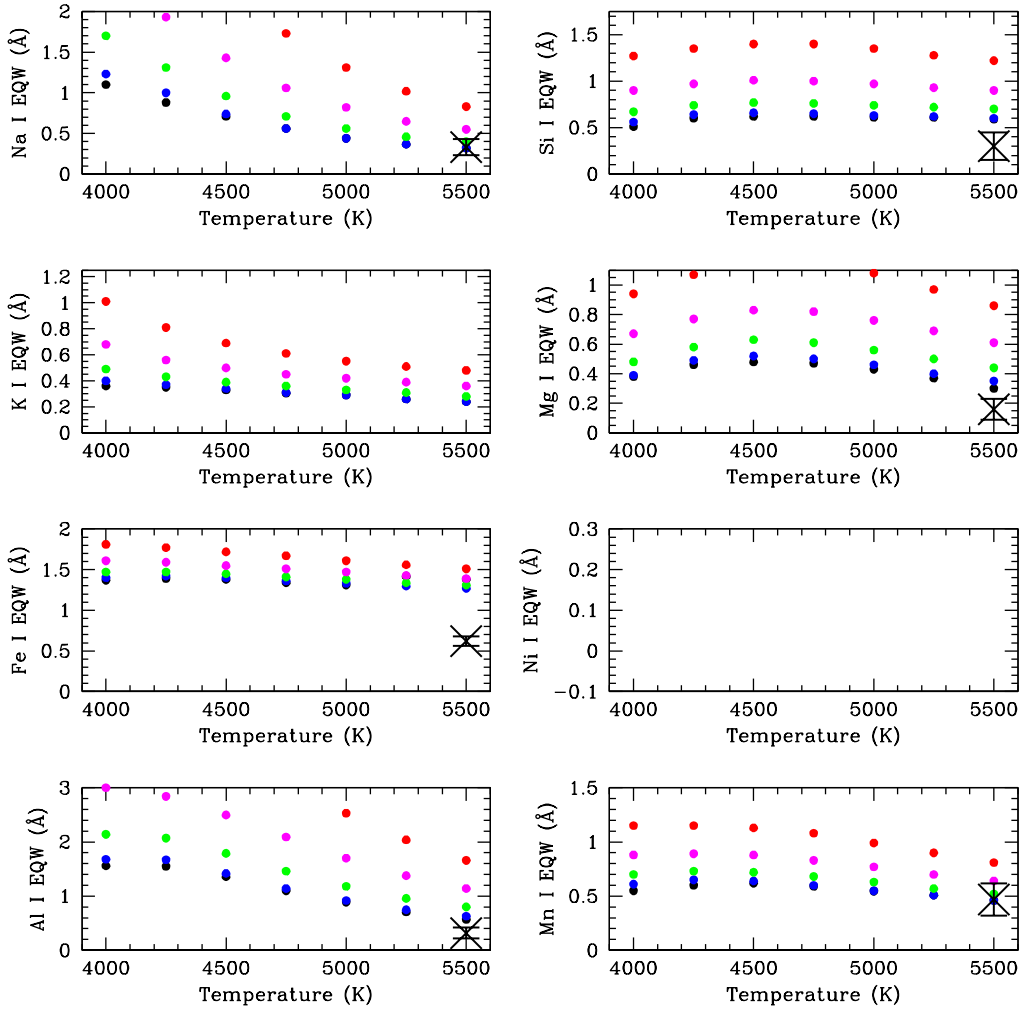 2
1.5
1
0.5
0
Na I EQW (Å)
4000 4500 5000 5500
Temperature (K)
1.5
1
0.5
0
Si I EQW (Å)
4000 4500 5000 5500
Temperature (K)
1.2
1
0.8
0.6
0.4
0.2
0
K I EQW (Å)
4000 4500 5000 5500
Temperature (K)
1
0.8
0.6
0.4
0.2
0
Mg I EQW (Å)
4000 4500 5000 5500
Temperature (K)
2
1.5
1
0.5
0
Fe I EQW (Å)
4000 4500 5000 5500
Temperature (K)
0.3
0.2
0.1
0
−0.1
Ni I EQW (Å)
4000 4500 5000 5500
Temperature (K)
3
2
1
0
Al I EQW (Å)
4000 4500 5000 5500
Temperature (K)
1.5
1
0.5
0
Mn I EQW (Å)
4000 4500 5000 5500
Temperature (K)